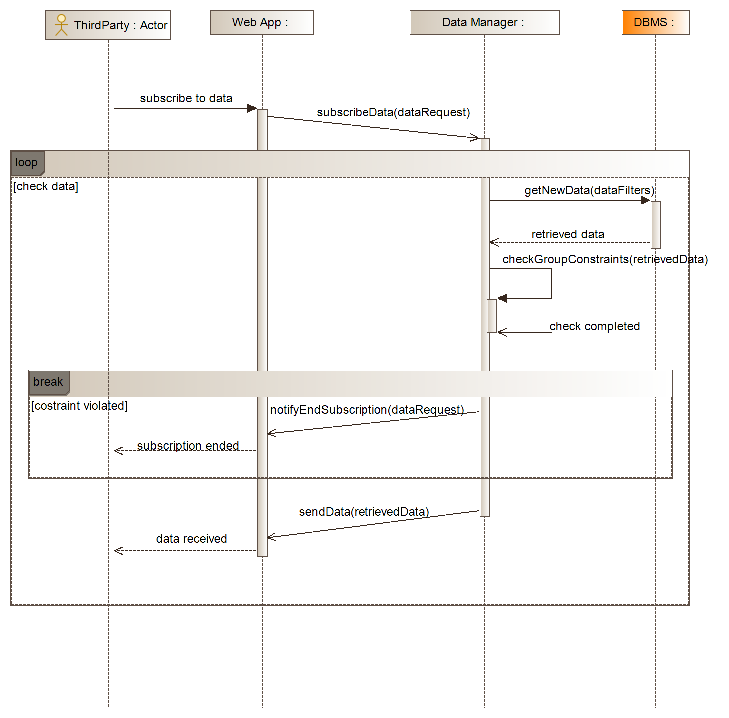 ThirdParty : Actor
Web App :
Data Manager :
DBMS :
subscribe to data
subscribeData(dataRequest)
loop
[check data]
getNewData(dataFilters)
retrieved data
checkGroupConstraints(retrievedData)
check completed
break
[costraint violated]
notifyEndSubscription(dataRequest)
subscription ended
sendData(retrievedData)
data received